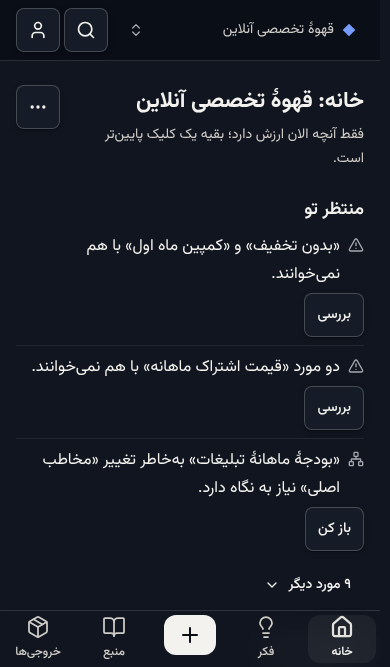 قهوهٔ تخصصی آنلاین
خانه: قهوهٔ تخصصی آنلاین
فقط آنچه الان ارزش دارد؛ بقیه یک کلیک پایین‌تر
است.
منتظر تو
«بدون تخفیف» و «کمپین ماه اول» با هم
نمی‌خوانند.
بررسی
دو مورد «قیمت اشتراک ماهانه» با هم نمی‌خوانند.
بررسی
«بودجهٔ ماهانهٔ تبلیغات» به‌خاطر تغییر «مخاطب
اصلی» نیاز به نگاه دارد.
باز کن
۹ مورد دیگر
خانه
فکر
منبع
خروجی‌ها